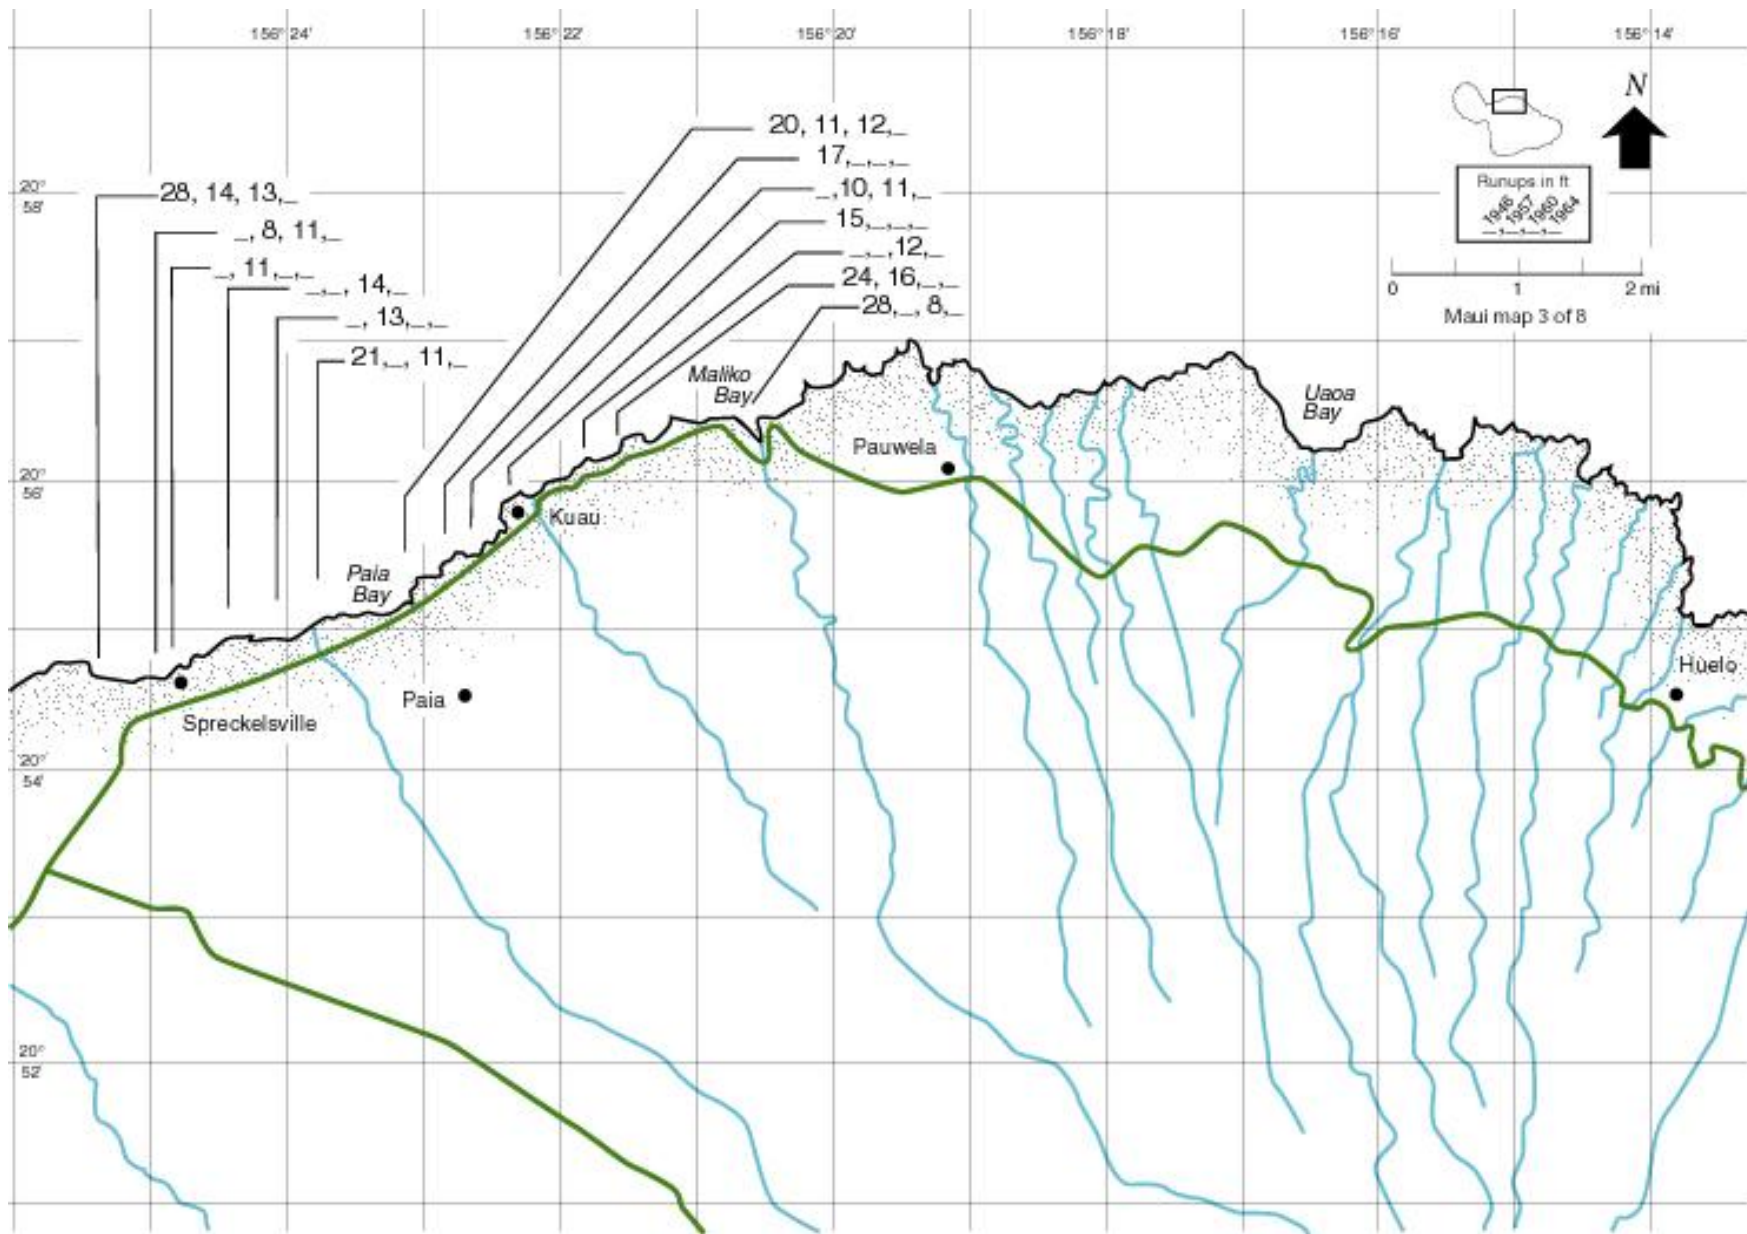 156° 24'
156° 22'
156° 20'
156° 18'
156° 16'
156° 14'
N
20, 11, 12,_
17,_,_,_
_,10, 11,_
15,_,_,_
_,_,12,_
24, 16,_,_
28,_, 8,_
28, 14, 13,_
_, 8, 11,_
_, 11,_,_
_,_, 14,_
_, 13,_,_
21,_, 11,_
Runups in ft
1946
1957
1960
1964
_,_,_,_
0 1 2 mi
Maui map 3 of 8
20°
58'
Maliko
Bay
Uaoa
Bay
Pauwela
20°
56'
Kuau
Paia
Bay
Huelo
Paia
Spreckelsville
20°
54'
20°
52'